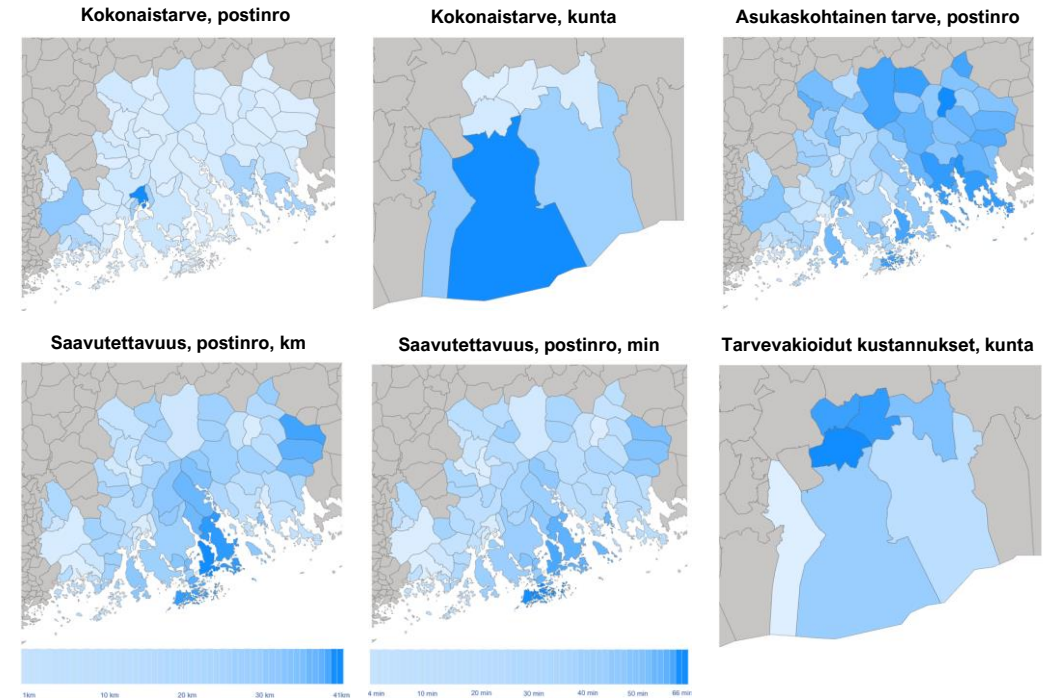 Kokonaistarve, postinro
Kokonaistarve, kunta
Asukaskohtainen tarve, postinro
Saavutettavuus, postinro, km
Saavutettavuus, postinro, min
Tarvevakioidut kustannukset, kunta
1km 10 km 20 km 30 km 41km
4 min 10 min 20 min 30 min 40 min 50 min 66 min